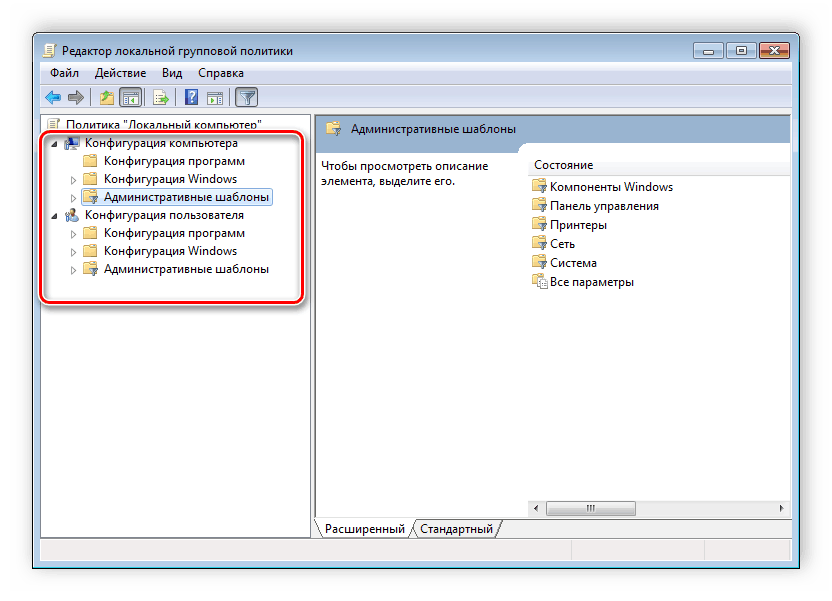 Редактор локальной групповой политики
Файл Действие Вид Справка
Политика "Локальный компьютер"
Конфигурация компьютера
Конфигурация программ
Конфигурация Windows
Административные шаблоны
Конфигурация пользователя
Конфигурация программ
Конфигурация Windows
Административные шаблоны
Административные шаблоны
Чтобы просмотреть описание
элемента, выделите его.
Состояние
Компоненты Windows
Панель управления
Принтеры
Сеть
Система
Все параметры
Расширенный Стандартный